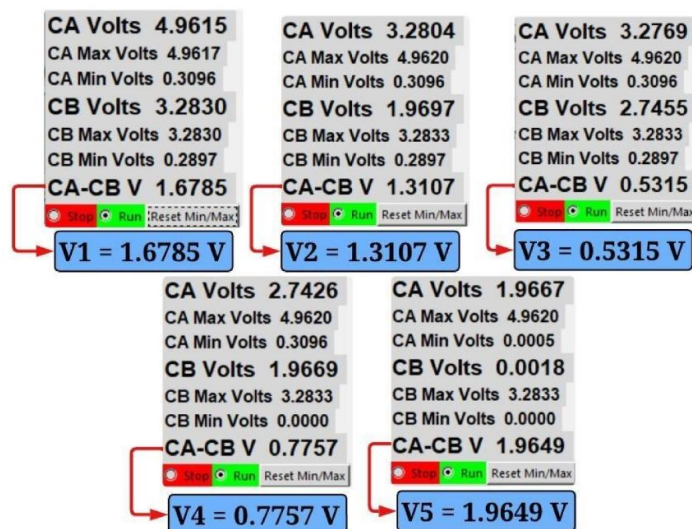 CA Volts 4.9615
CA Max Volts 4.9617
CA Min Volts 0.3096
CB Volts 3.2830
CB Max Volts 3.2830
CB Min Volts 0.2897
CA-CB V 1.6785
Stop Run Reset Min/Max
V1 = 1.6785 V
CA Volts 3.2804
CA Max Volts 4.9620
CA Min Volts 0.3096
CB Volts 1.9697
CB Max Volts 3.2833
CB Min Volts 0.2897
CA-CB V 1.3107
Stop Run Reset Min/Max
V2 = 1.3107 V
CA Volts 3.2769
CA Max Volts 4.9620
CA Min Volts 0.3096
CB Volts 2.7455
CB Max Volts 3.2833
CB Min Volts 0.2897
CA-CB V 0.5315
Stop Run Reset Min/Max
V3 = 0.5315 V
CA Volts 2.7426
CA Max Volts 4.9620
CA Min Volts 0.3096
CB Volts 1.9669
CB Max Volts 3.2833
CB Min Volts 0.0000
CA-CB V 0.7757
Stop Run Reset Min/Max
V4 = 0.7757 V
CA Volts 1.9667
CA Max Volts 4.9620
CA Min Volts 0.0005
CB Volts 0.0018
CB Max Volts 3.2833
CB Min Volts 0.0000
CA-CB V 1.9649
Stop Run Reset Min/Max
V5 = 1.9649 V